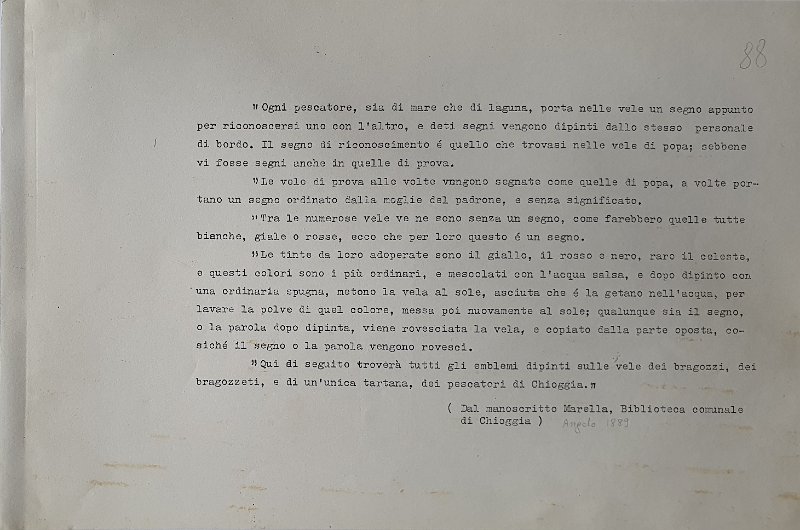 88
"Ogni pescatore, sia di mare che di laguna, porta nelle vele un segno appunto
per riconoscersi uno con l'altro, e deti segni vengono dipinti dallo stesso personale
di bordo. Il segno di riconoscimento é quello che trovasi nelle vele di popa; sebbene
vi fosse segni anche in quelle di prova.
"Le vele di prova alle volte vengono segnate come quelle di popa, a volte por-
tano un segno ordinato dalla moglie del padrone, e senza significato.
"Tra le numerose vele ve ne sono senza un segno, come farebbero quelle tutte
bianche, giale o rosse, ecco che per loro questo é un segno.
"Le tinte da loro adoperate sono il giallo, il rosso e nero, raro il celeste,
e questi colori sono i più ordinari, e mescolati con l'acqua salsa, e dopo dipinto con
una ordinaria spugna, metono la vela al sole, asciuta che é la getano nell'acqua, per
lavare la polve di quel colore, messa poi nuovamente al sole; qualunque sia il segno,
o la parola dopo dipinta, viene rovesciata la vela, e copiato dalla parte oposta, co-
siché il segno o la parola vengono rovesci.
"Qui di seguito troverà tutti gli emblemi dipinti sulle vele dei bragozzi, dei
bragozzeti, e di un'unica tartana, dei pescatori di Chioggia."
( Dal manoscritto Marella, Biblioteca comunale
di Chioggia ) Angelo 1889